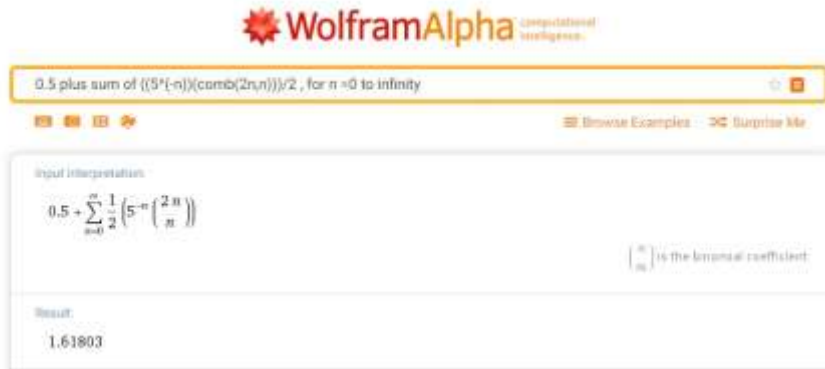 WolframAlpha computational intelligence.
0.5 plus sum of ((5^(-n))(comb(2n,n)))/2 , for n =0 to infinity
Browse Examples Surprise Me
Input interpretation:
0.5 + ∑_{n=0}^{∞} 1/2 (5^{-n} (2 n n))
(n m) is the binomial coefficient
Result:
1.61803